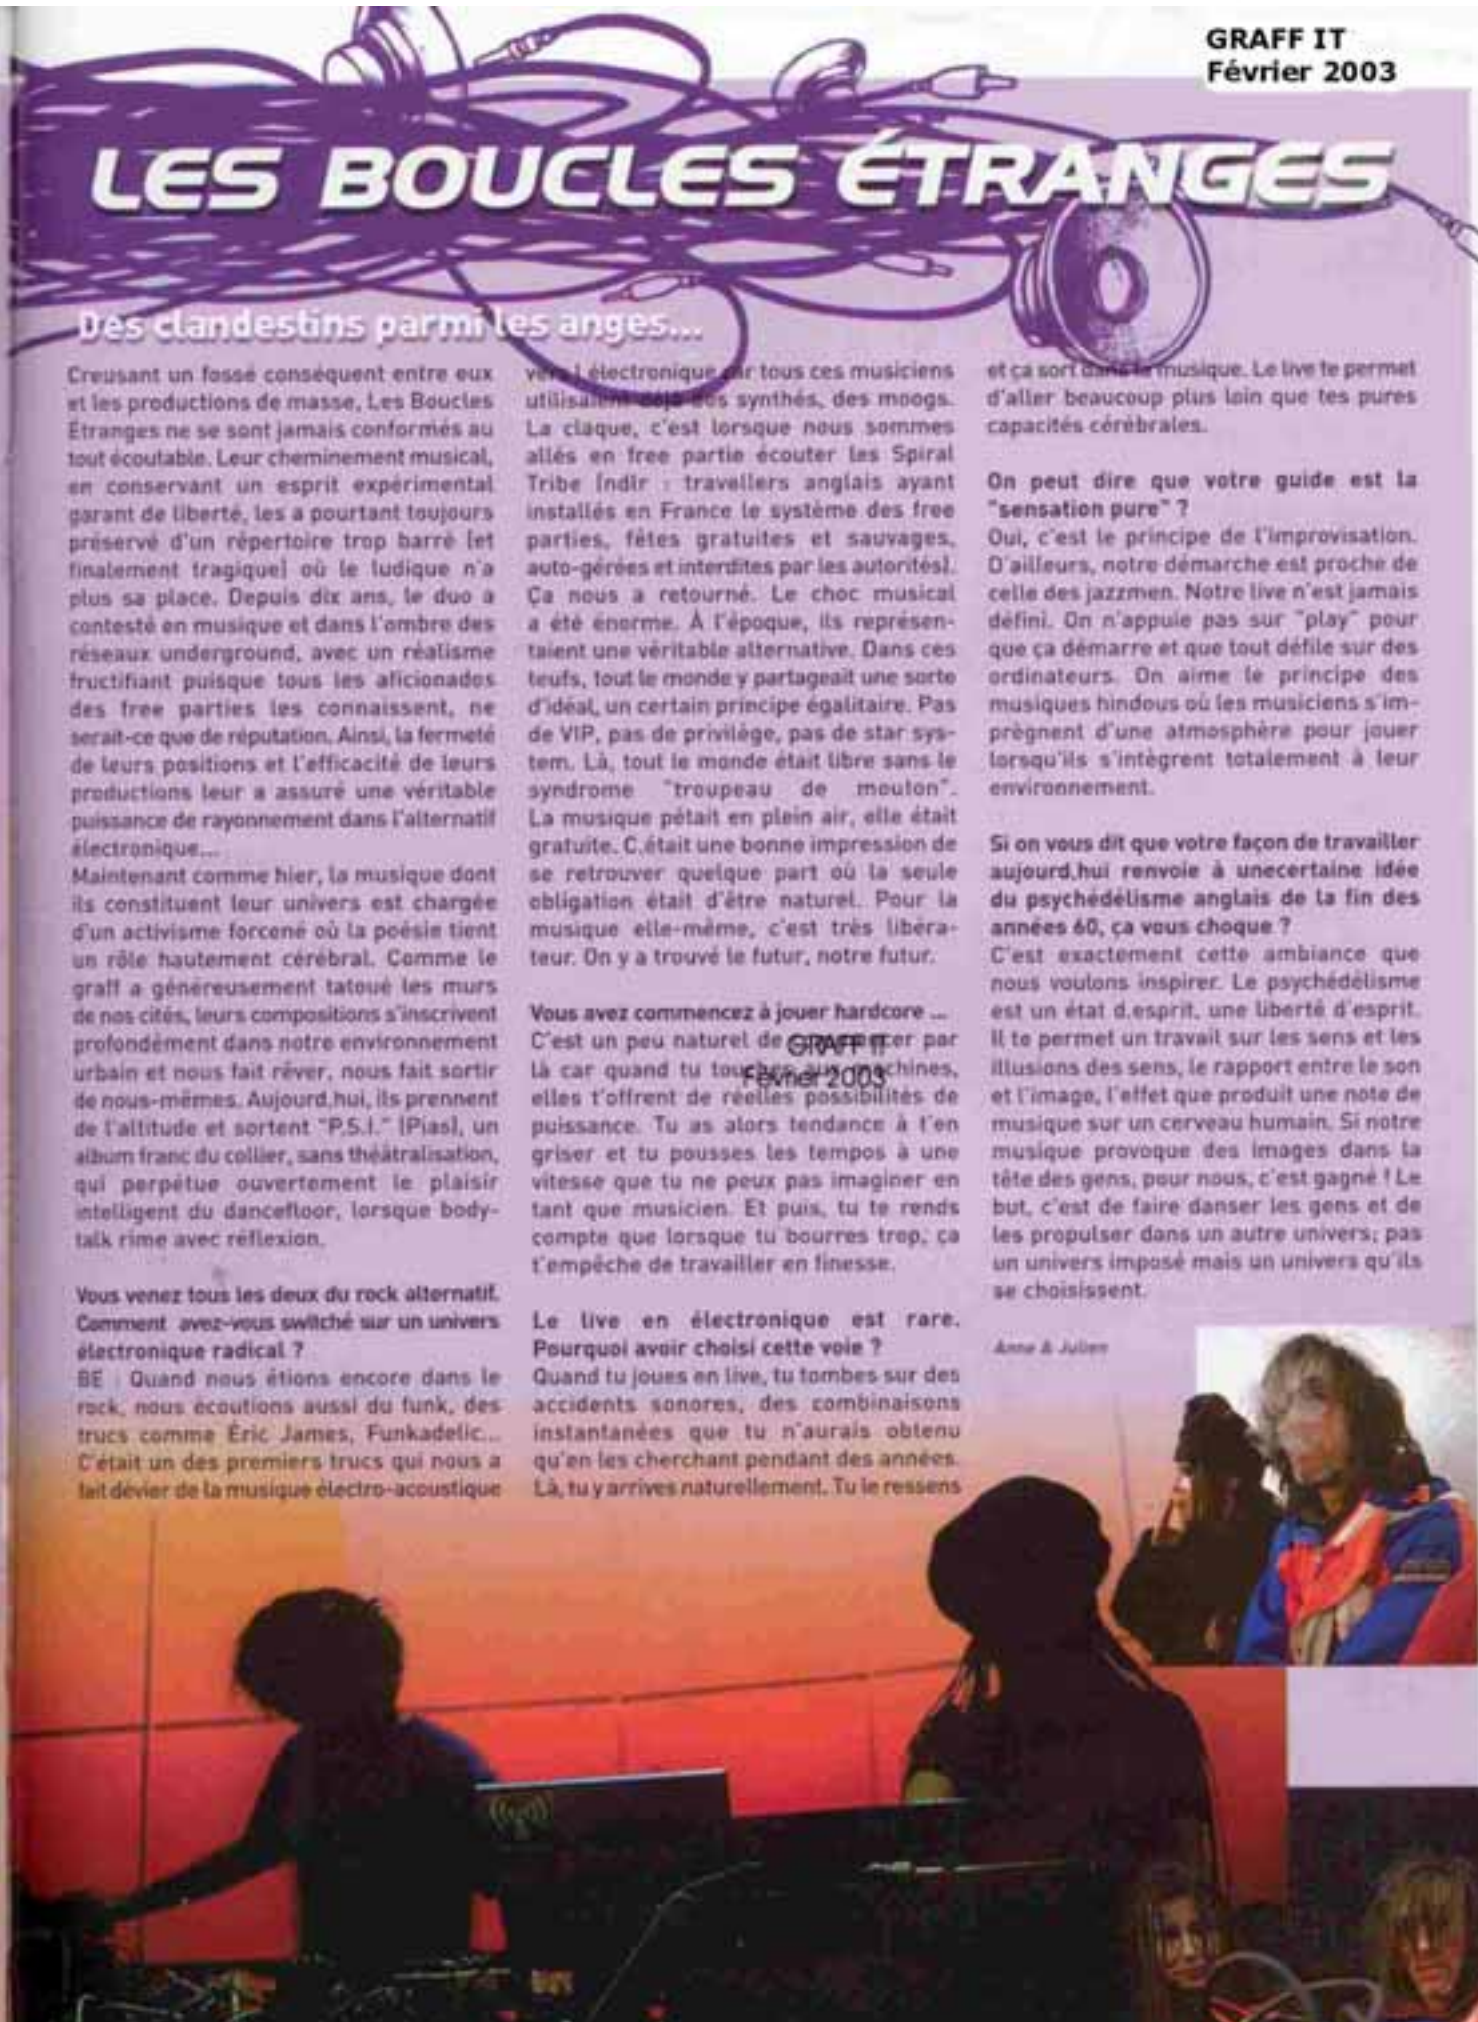 GRAFF IT
Février 2003
LES BOUCLES ÉTRANGES
Des clandestins parmi les anges...
Creusant un fossé conséquent entre eux
et les productions de masse, Les Boucles
Étranges ne se sont jamais conformés au
tout écoutable. Leur cheminement musical,
en conservant un esprit expérimental
garant de liberté, les a pourtant toujours
préservé d'un répertoire trop barré (et
finalement tragique) où le ludique n'a
plus sa place. Depuis dix ans, le duo a
contesté en musique et dans l'ombre des
réseaux underground, avec un réalisme
fructifiant puisque tous les aficionados
des free parties les connaissent, ne
serait-ce que de réputation. Ainsi, la fermeté
de leurs positions et l'efficacité de leurs
productions leur a assuré une véritable
puissance de rayonnement dans l'alternatif
électronique...
Maintenant comme hier, la musique dont
ils constituent leur univers est chargée
d'un activisme forcené où la poésie tient
un rôle hautement cérébral. Comme le
graff a généreusement tatoué les murs
de nos cités, leurs compositions s'inscrivent
profondément dans notre environnement
urbain et nous fait rêver, nous fait sortir
de nous-mêmes. Aujourd,hui, ils prennent
de l'altitude et sortent "P.S.I." (Pias), un
album franc du collier, sans théâtralisation,
qui perpétue ouvertement le plaisir
intelligent du dancefloor, lorsque body-
talk rime avec réflexion.
Vous venez tous les deux du rock alternatif.
Comment avez-vous switché sur un univers
électronique radical ?
BE : Quand nous étions encore dans le
rock, nous écoutions aussi du funk, des
trucs comme Éric James, Funkadelic...
C'était un des premiers trucs qui nous a
fait dévier de la musique électro-acoustique
vers l électronique car tous ces musiciens
utilisaient déjà des synthés, des moogs.
La claque, c'est lorsque nous sommes
allés en free partie écouter les Spiral
Tribe (ndlr : travellers anglais ayant
installés en France le système des free
parties, fêtes gratuites et sauvages,
auto-gérées et interdites par les autorités).
Ça nous a retourné. Le choc musical
a été énorme. À l'époque, ils représen-
taient une véritable alternative. Dans ces
teufs, tout le monde y partageait une sorte
d'idéal, un certain principe égalitaire. Pas
de VIP, pas de privilège, pas de star sys-
tem. Là, tout le monde était libre sans le
syndrome "troupeau de mouton".
La musique pétait en plein air, elle était
gratuite. C,était une bonne impression de
se retrouver quelque part où la seule
obligation était d'être naturel. Pour la
musique elle-même, c'est très libéra-
teur. On y a trouvé le futur, notre futur.
Vous avez commencez à jouer hardcore ...
C'est un peu naturel de commencer par
là car quand tu touches aux machines,
elles t'offrent de réelles possibilités de
puissance. Tu as alors tendance à t'en
griser et tu pousses les tempos à une
vitesse que tu ne peux pas imaginer en
tant que musicien. Et puis, tu te rends
compte que lorsque tu bourres trop, ça
t'empêche de travailler en finesse.
GRAFF IT
Février 2003
Le live en électronique est rare.
Pourquoi avoir choisi cette voie ?
Quand tu joues en live, tu tombes sur des
accidents sonores, des combinaisons
instantanées que tu n'aurais obtenu
qu'en les cherchant pendant des années.
Là, tu y arrives naturellement. Tu le ressens
et ça sort dans la musique. Le live te permet
d'aller beaucoup plus loin que tes pures
capacités cérébrales.
On peut dire que votre guide est la
"sensation pure" ?
Oui, c'est le principe de l'improvisation.
D'ailleurs, notre démarche est proche de
celle des jazzmen. Notre live n'est jamais
défini. On n'appuie pas sur "play" pour
que ça démarre et que tout défile sur des
ordinateurs. On aime le principe des
musiques hindous où les musiciens s'im-
prègnent d'une atmosphère pour jouer
lorsqu'ils s'intègrent totalement à leur
environnement.
Si on vous dit que votre façon de travailler
aujourd,hui renvoie à unecertaine idée
du psychédélisme anglais de la fin des
années 60, ça vous choque ?
C'est exactement cette ambiance que
nous voulons inspirer. Le psychédélisme
est un état d.esprit, une liberté d'esprit.
Il te permet un travail sur les sens et les
illusions des sens, le rapport entre le son
et l'image, l'effet que produit une note de
musique sur un cerveau humain. Si notre
musique provoque des images dans la
tête des gens, pour nous, c'est gagné ! Le
but, c'est de faire danser les gens et de
les propulser dans un autre univers; pas
un univers imposé mais un univers qu'ils
se choisissent.
Anne & Julien